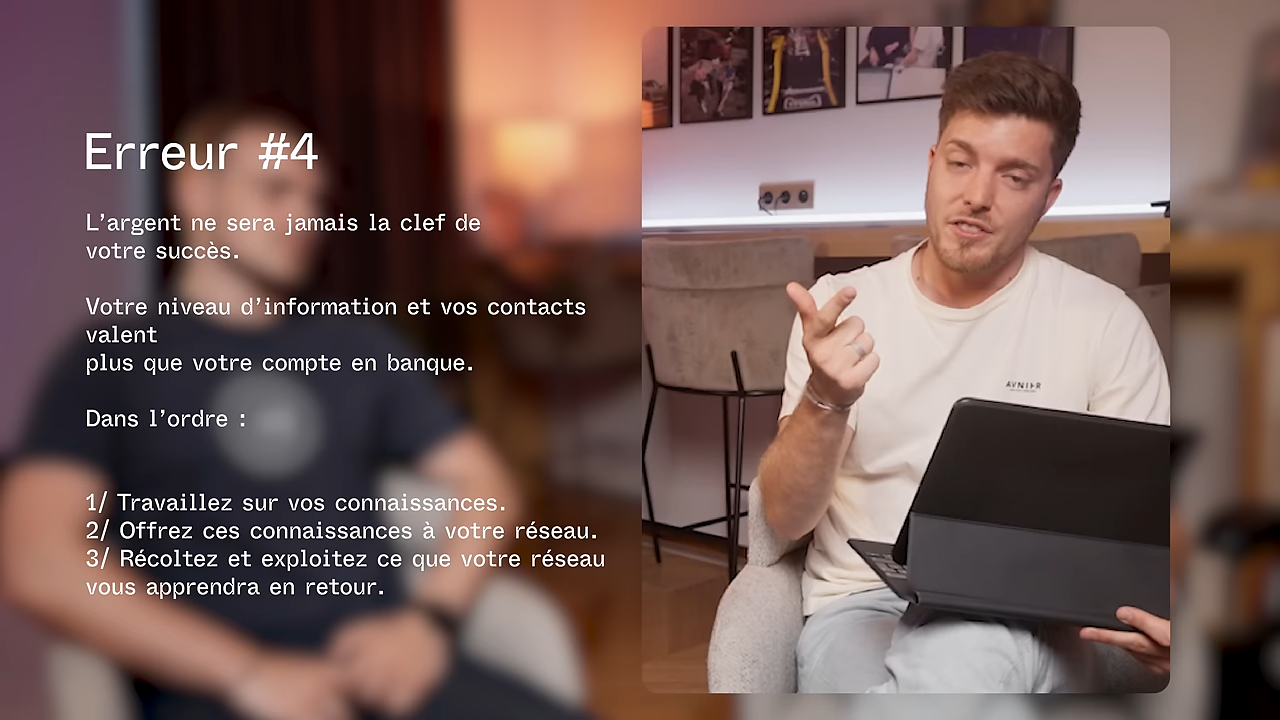 Erreur #4
L'argent ne sera jamais la clef de
votre succès.
Votre niveau d'information et vos contacts
valent
plus que votre compte en banque.
Dans l'ordre :
1/ Travaillez sur vos connaissances.
2/ Offrez ces connaissances à votre réseau.
3/ Récoltez et exploitez ce que votre réseau
vous apprendra en retour.
AVNIER